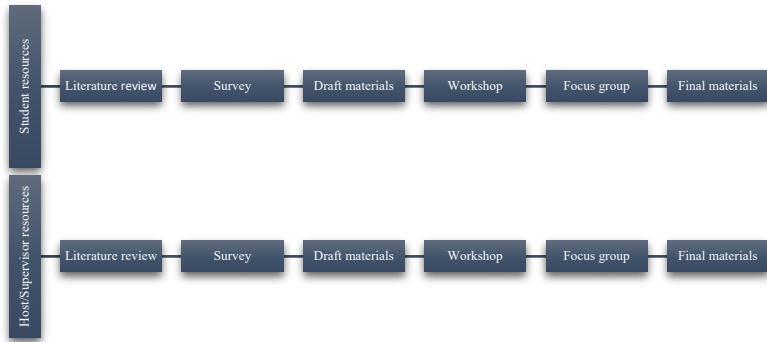 Student resources
Literature review
Survey
Draft materials
Workshop
Focus group
Final materials
Host/Supervisor resources
Literature review
Survey
Draft materials
Workshop
Focus group
Final materials